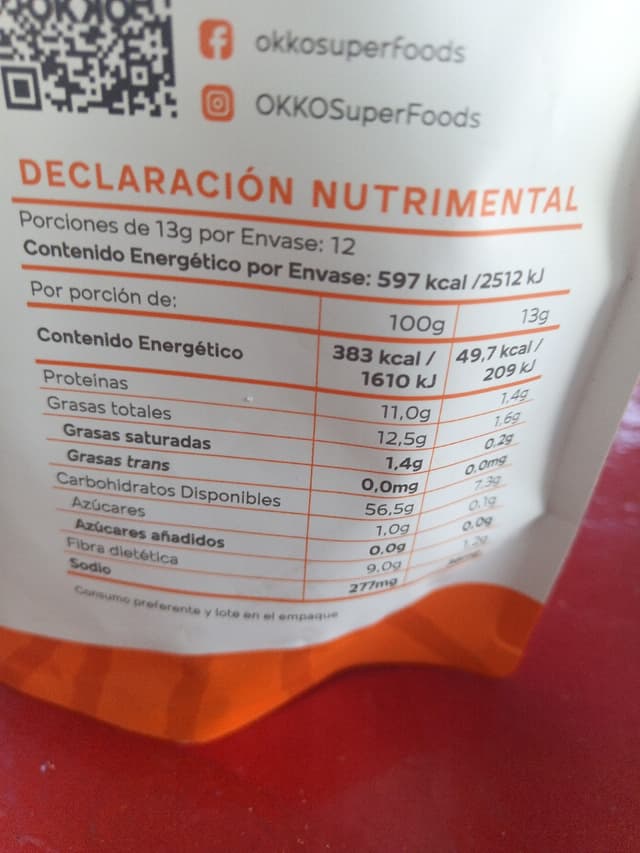 okkosuperfoods
OKKOSuperFoods
DECLARACIÓN NUTRIMENTAL
Porciones de 13g por Envase: 12
Contenido Energético por Envase: 597 kcal /2512 kJ
Por porción de: 100g 13g
Contenido Energético 383 kcal / 1610 kJ 49,7 kcal / 209 kJ
Proteínas 11,0g 1,4g
Grasas totales 12,5g 1,6g
Grasas saturadas 1,4g 0,2g
Grasas trans 0,0mg 0,0mg
Carbohidratos Disponibles 56,5g 7,3g
Azúcares 1,0g 0,1g
Azúcares añadidos 0,0g 0,0g
Fibra dietética 9,0g 1,2g
Sodio 277mg
Consumo preferente y lote en el empaque